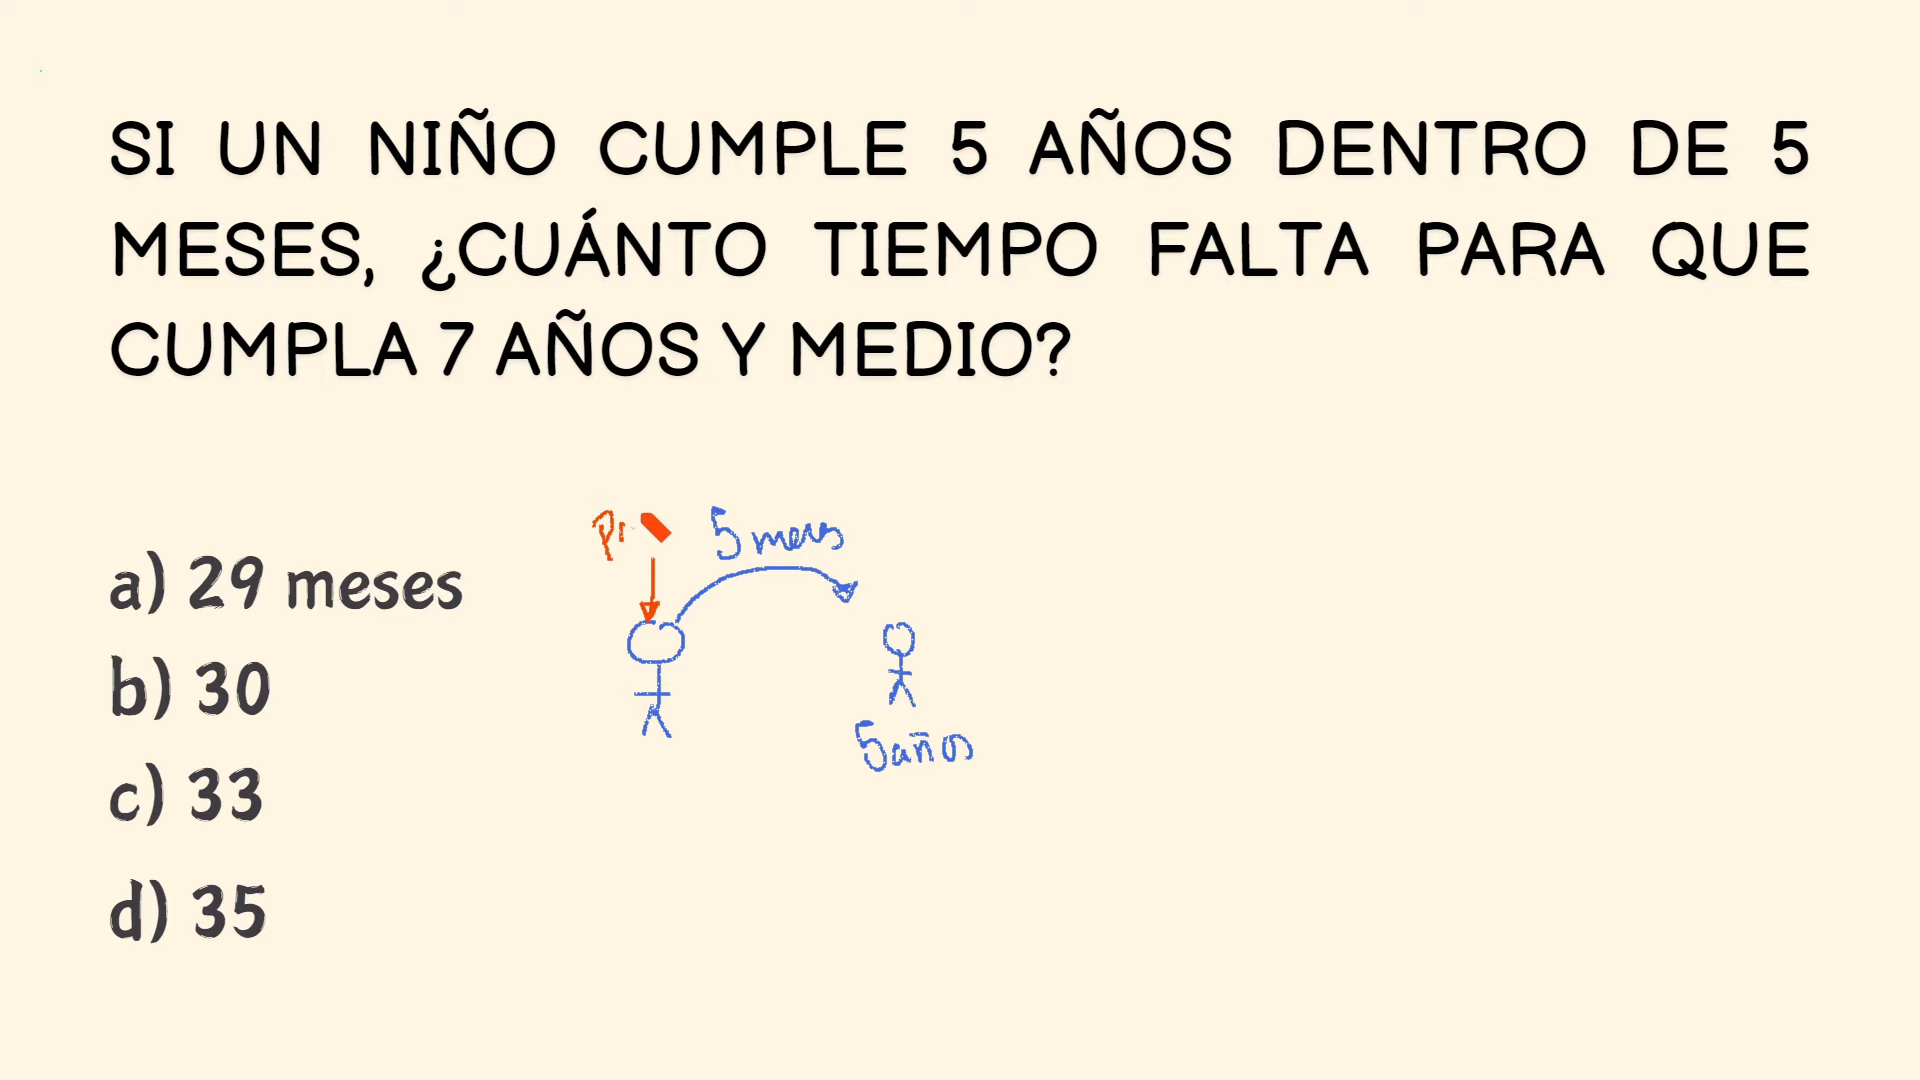 SI UN NIÑO CUMPLE 5 AÑOS DENTRO DE 5
MESES, ¿CUÁNTO TIEMPO FALTA PARA QUE
CUMPLA 7 AÑOS Y MEDIO?
Pr
5 meses
a) 29 meses
b) 30
5 años
c) 33
d) 35